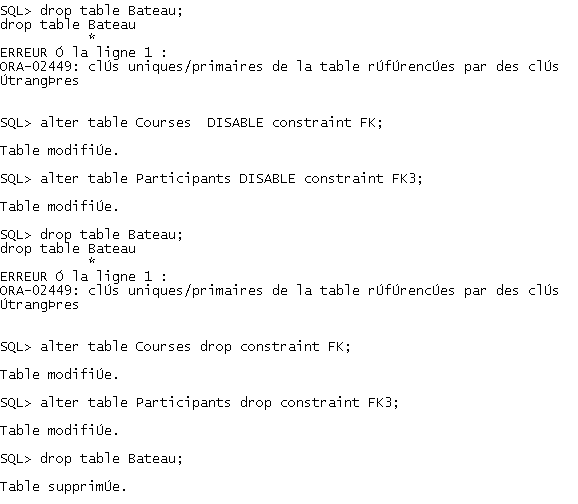 SQL> drop table Bateau;
drop table Bateau
           *
ERREUR Ó la ligne 1 :
ORA-02449: clÚs uniques/primaires de la table rÚfÚrencÚes par des clÚs
ÚtrangÞres
SQL> alter table Courses  DISABLE constraint FK;
Table modifiÚe.
SQL> alter table Participants DISABLE constraint FK3;
Table modifiÚe.
SQL> drop table Bateau;
drop table Bateau
           *
ERREUR Ó la ligne 1 :
ORA-02449: clÚs uniques/primaires de la table rÚfÚrencÚes par des clÚs
ÚtrangÞres
SQL> alter table Courses drop constraint FK;
Table modifiÚe.
SQL> alter table Participants drop constraint FK3;
Table modifiÚe.
SQL> drop table Bateau;
Table supprimÚe.